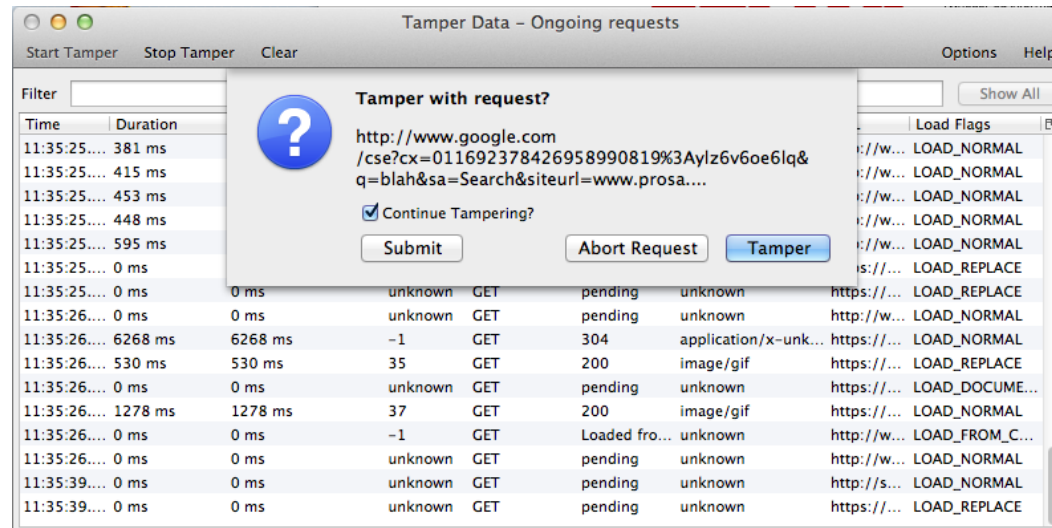 Tamper Data – Ongoing requests
Start Tamper Stop Tamper Clear Options Help
Filter Show All
Time Duration Load Flags
Tamper with request?
http://www.google.com
/cse?cx=011692378426958990819%3Aylz6v6oe6lq&
q=blah&sa=Search&siteurl=www.prosa....
Continue Tampering?
Submit Abort Request Tamper
11:35:25.... 381 ms ://w... LOAD_NORMAL
11:35:25.... 415 ms ://w... LOAD_NORMAL
11:35:25.... 453 ms ://w... LOAD_NORMAL
11:35:25.... 448 ms ://w... LOAD_NORMAL
11:35:25.... 595 ms ://w... LOAD_NORMAL
11:35:25.... 0 ms s://... LOAD_REPLACE
11:35:25.... 0 ms 0 ms unknown GET pending unknown https://... LOAD_REPLACE
11:35:26.... 0 ms 0 ms unknown GET pending unknown http://w... LOAD_NORMAL
11:35:26.... 6268 ms 6268 ms -1 GET 304 application/x-unk... https://... LOAD_NORMAL
11:35:26.... 530 ms 530 ms 35 GET 200 image/gif https://... LOAD_REPLACE
11:35:26.... 0 ms 0 ms unknown GET pending unknown https://... LOAD_DOCUME...
11:35:26.... 1278 ms 1278 ms 37 GET 200 image/gif https://... LOAD_NORMAL
11:35:26.... 0 ms 0 ms -1 GET Loaded fro... unknown http://w... LOAD_FROM_C...
11:35:26.... 0 ms 0 ms unknown GET pending unknown http://w... LOAD_NORMAL
11:35:39.... 0 ms 0 ms unknown GET pending unknown http://s... LOAD_NORMAL
11:35:39.... 0 ms 0 ms unknown GET pending unknown https://... LOAD_REPLACE